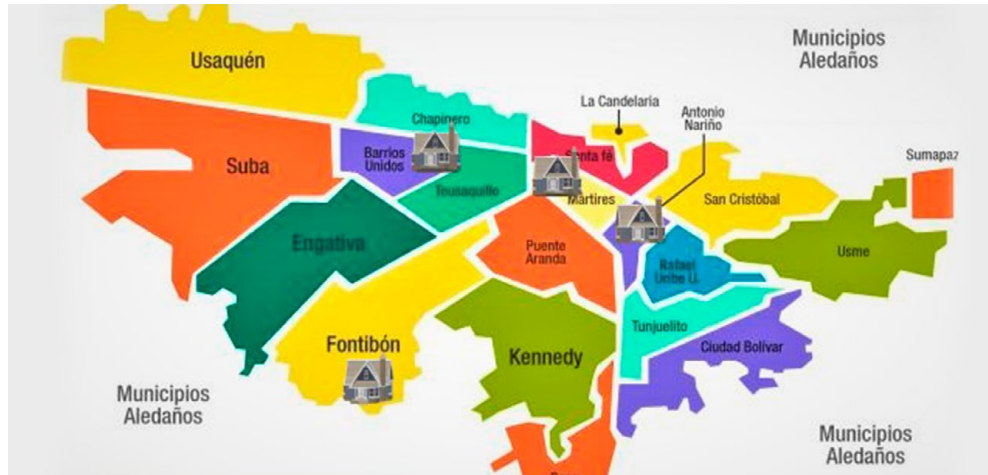 Usaquén
Municipios
Aledaños
La Candelaria
Antonio
Nariño
Chapinero
Barrios
Unidos
Santa fé
Sumapaz
Suba
Teusaquillo
Mártires
San Cristóbal
Engativa
Puente
Aranda
Rafael
Uribe U.
Usme
Fontibón
Kennedy
Tunjuelito
Ciudad Bolívar
Municipios
Aledaños
Municipios
Aledaños